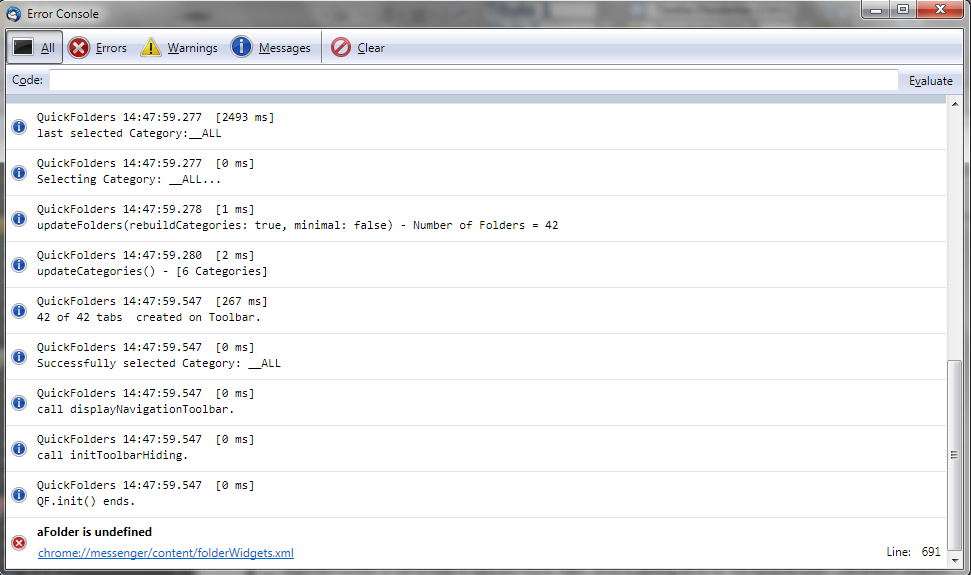 Error Console
All Errors Warnings Messages Clear
Code: Evaluate
QuickFolders 14:47:59.277 [2493 ms]
last selected Category:__ALL
QuickFolders 14:47:59.277 [0 ms]
Selecting Category: __ALL...
QuickFolders 14:47:59.278 [1 ms]
updateFolders(rebuildCategories: true, minimal: false) - Number of Folders = 42
QuickFolders 14:47:59.280 [2 ms]
updateCategories() - [6 Categories]
QuickFolders 14:47:59.547 [267 ms]
42 of 42 tabs  created on Toolbar.
QuickFolders 14:47:59.547 [0 ms]
Successfully selected Category: __ALL
QuickFolders 14:47:59.547 [0 ms]
call displayNavigationToolbar.
QuickFolders 14:47:59.547 [0 ms]
call initToolbarHiding.
QuickFolders 14:47:59.547 [0 ms]
QF.init() ends.
aFolder is undefined
chrome://messenger/content/folderWidgets.xml Line: 691